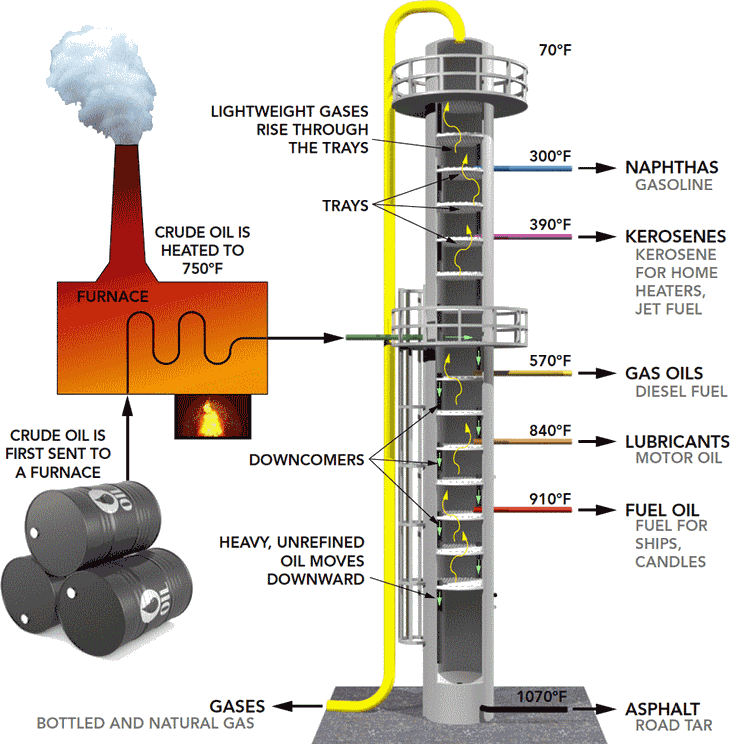 70°F
LIGHTWEIGHT GASES
RISE THROUGH
THE TRAYS
300°F
NAPHTHAS
GASOLINE
TRAYS
CRUDE OIL IS
HEATED TO
750°F
390°F
KEROSENES
KEROSENE
FOR HOME
HEATERS,
JET FUEL
FURNACE
570°F
GAS OILS
DIESEL FUEL
CRUDE OIL IS
FIRST SENT TO
A FURNACE
840°F
LUBRICANTS
MOTOR OIL
DOWNCOMERS
910°F
FUEL OIL
FUEL FOR
SHIPS,
CANDLES
OIL
OIL
HEAVY, UNREFINED
OIL MOVES
DOWNWARD
1070°F
GASES
BOTTLED AND NATURAL GAS
ASPHALT
ROAD TAR